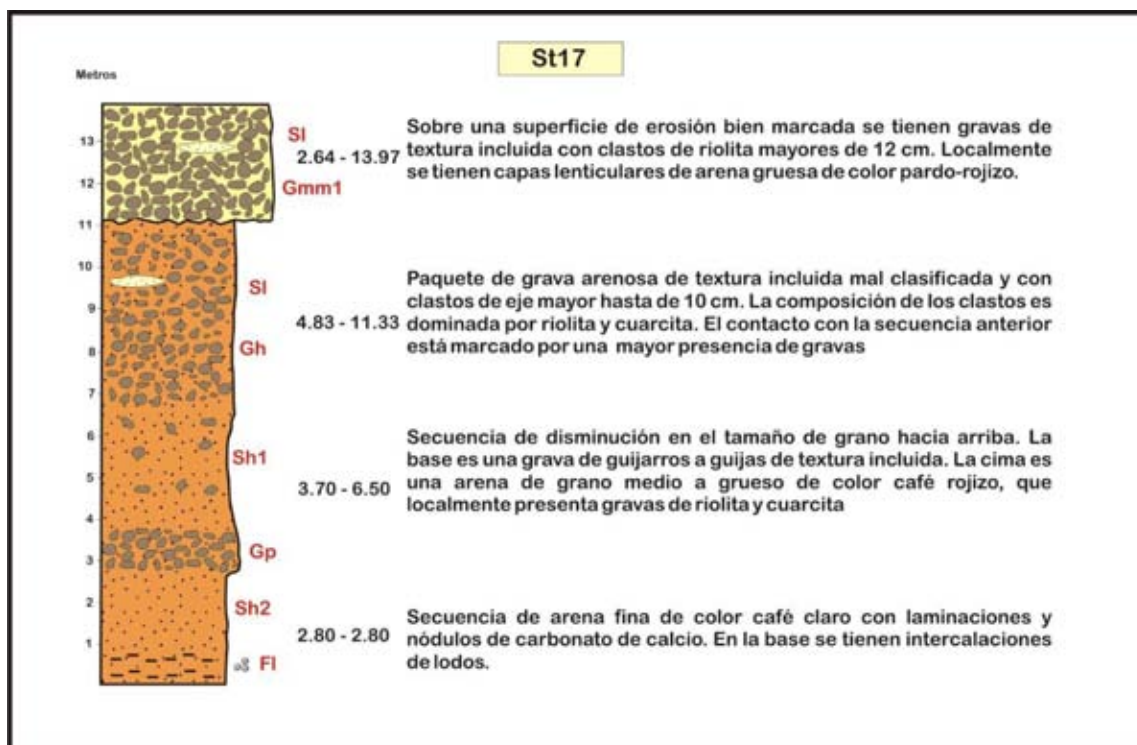 St17
Metros
13
12
11
10
9
8
7
6
5
4
3
2
1
Sl
2.64 - 13.97
Gmm1
Sobre una superficie de erosión bien marcada se tienen gravas de
textura incluida con clastos de riolita mayores de 12 cm. Localmente
se tienen capas lenticulares de arena gruesa de color pardo-rojizo.
Sl
4.83 - 11.33
Gh
Paquete de grava arenosa de textura incluida mal clasificada y con
clastos de eje mayor hasta de 10 cm. La composición de los clastos es
dominada por riolita y cuarcita. El contacto con la secuencia anterior
está marcado por una mayor presencia de gravas
Sh1
3.70 - 6.50
Gp
Secuencia de disminución en el tamaño de grano hacia arriba. La
base es una grava de guijarros a guijas de textura incluida. La cima es
una arena de grano medio a grueso de color café rojizo, que
localmente presenta gravas de riolita y cuarcita
Sh2
2.80 - 2.80
Fl
Secuencia de arena fina de color café claro con laminaciones y
nódulos de carbonato de calcio. En la base se tienen intercalaciones
de lodos.